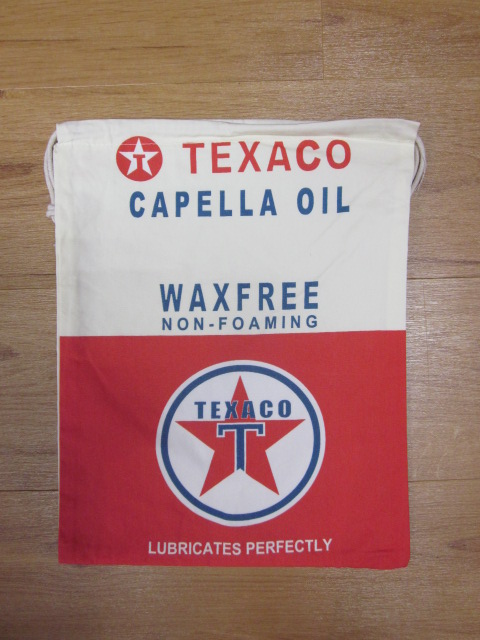 T TEXACO
CAPELLA OIL
WAXFREE
NON-FOAMING
TEXACO
T
LUBRICATES PERFECTLY